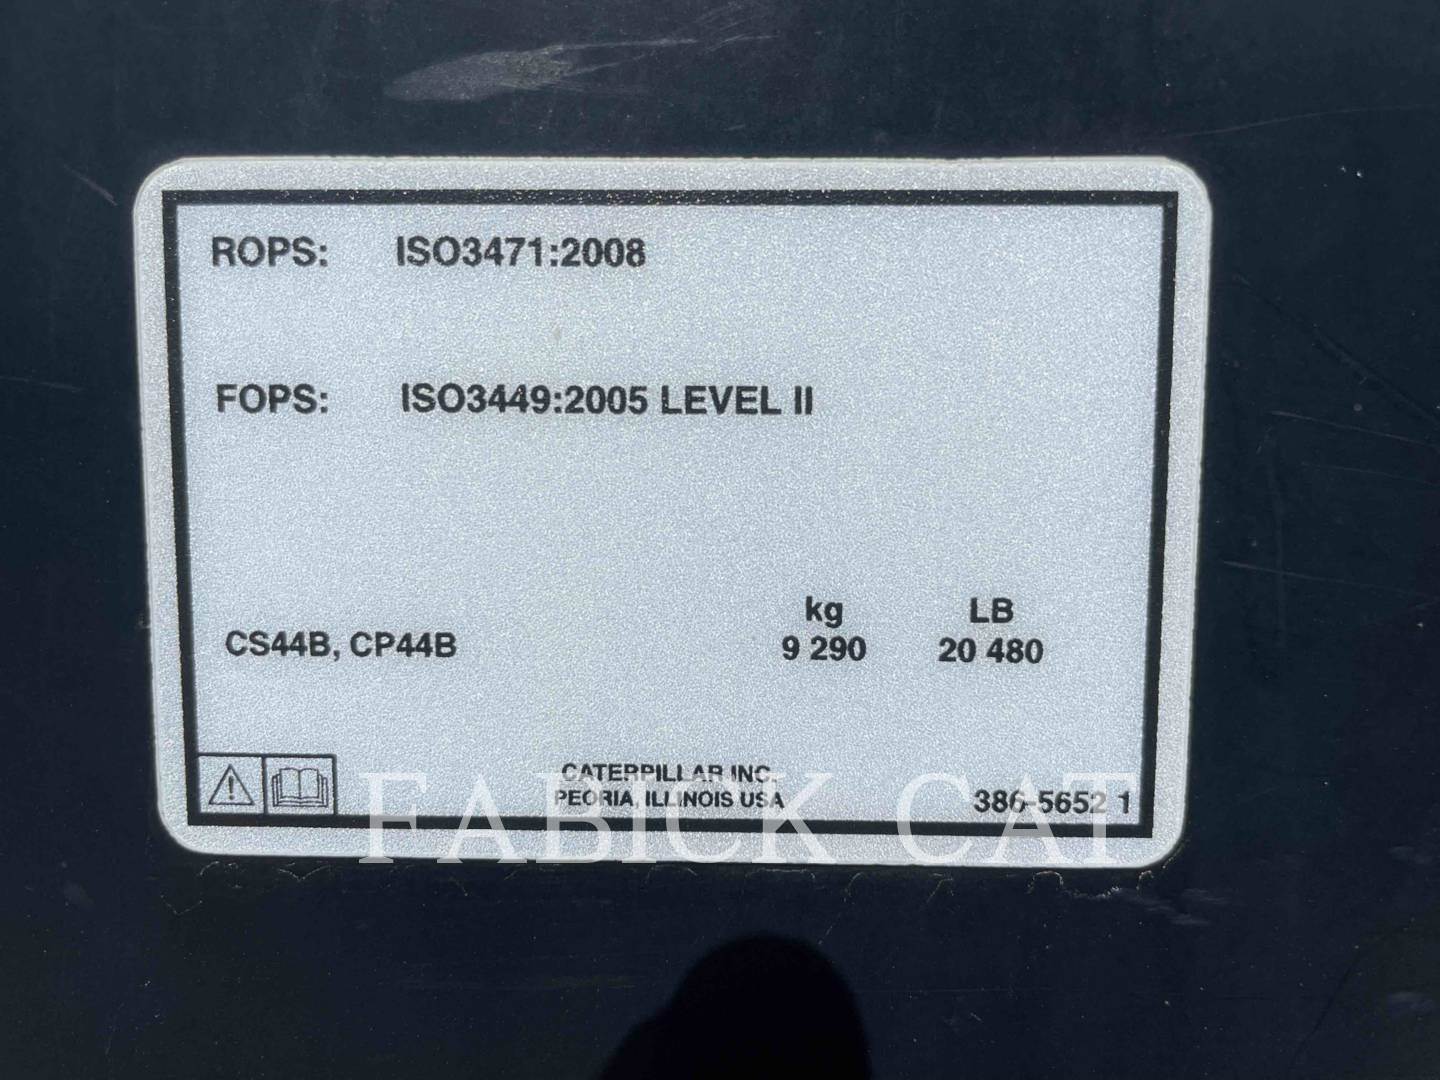 ROPS: ISO3471:2008
FOPS: ISO3449:2005 LEVEL II
kg LB
CS44B, CP44B 9 290 20 480
CATERPILLAR INC.
PEORIA, ILLINOIS USA
386-5652 1
FABICK CAT